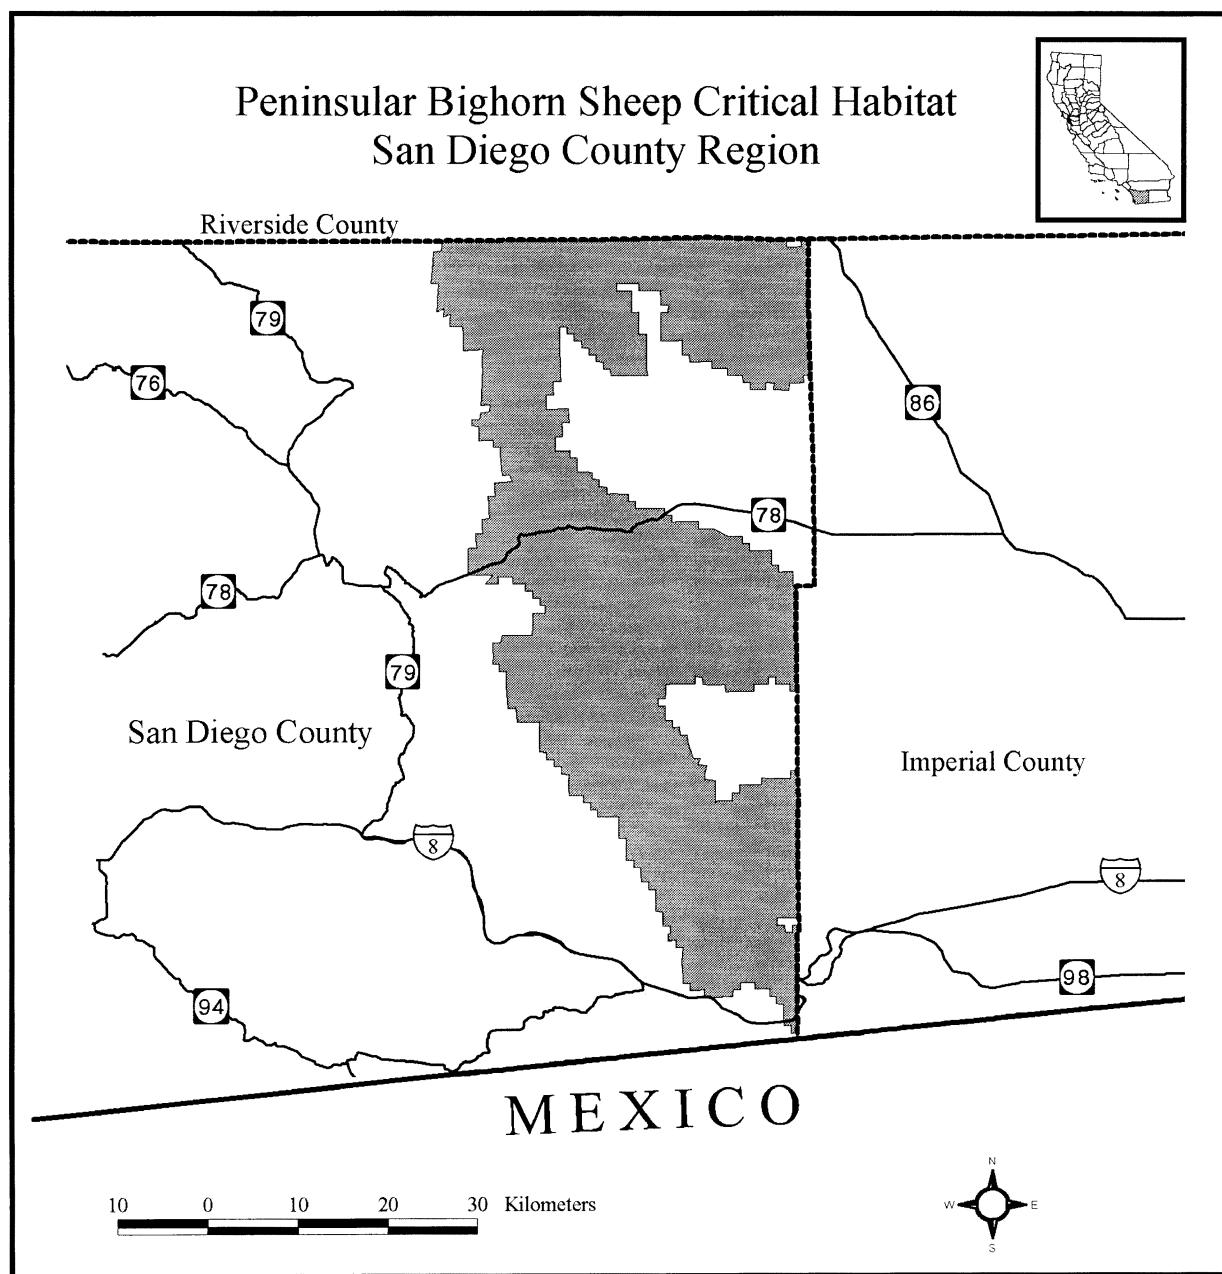 Peninsular Bighorn Sheep Critical Habitat
San Diego County Region
Riverside County
79
76
86
78
78
79
San Diego County
Imperial County
8
8
94
98
MEXICO
N
W E
S
10 0 10 20 30 Kilometers